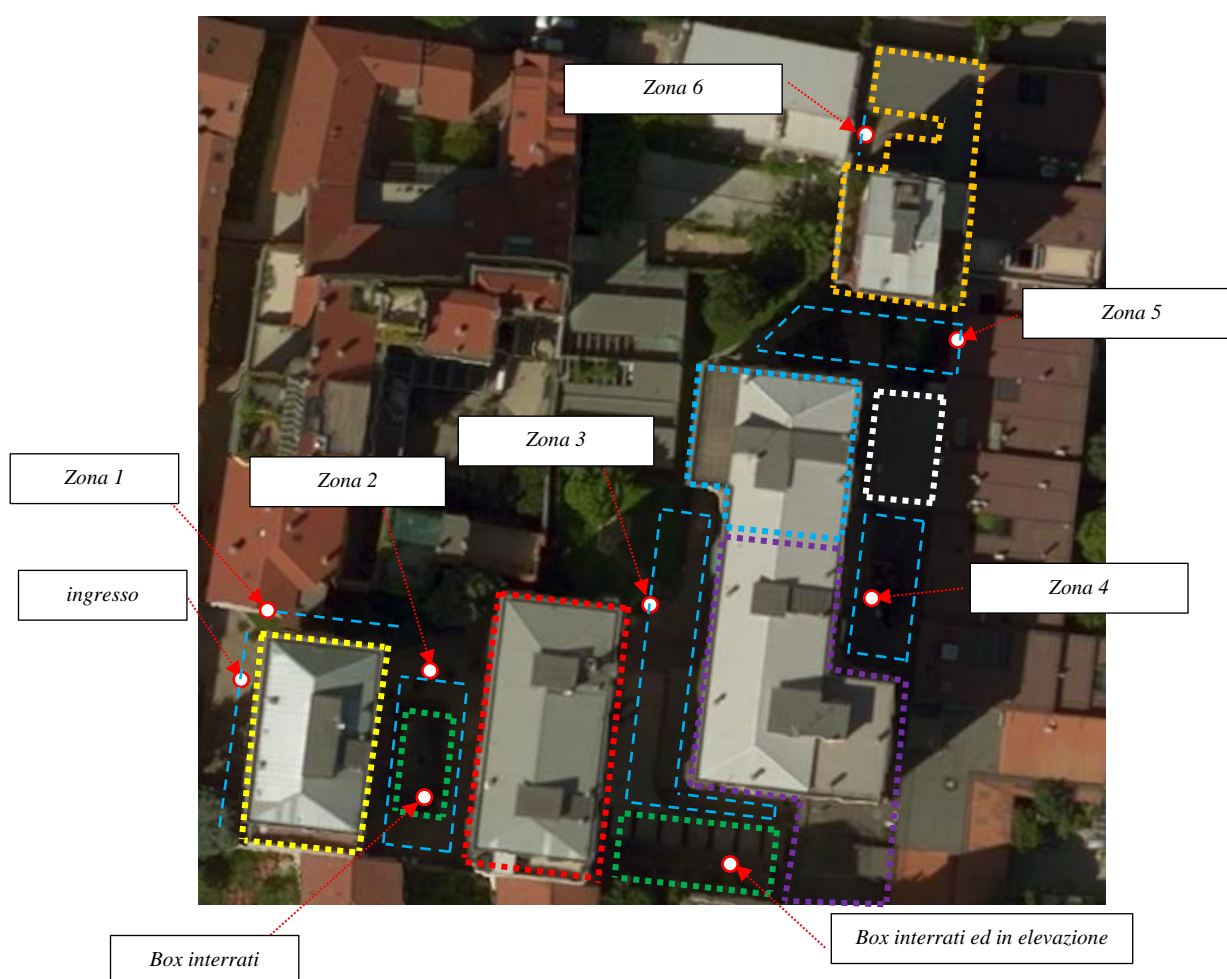 Zona 6
Zona 5
Zona 3
Zona 1
Zona 2
ingresso
Zona 4
Box interrati
Box interrati ed in elevazione